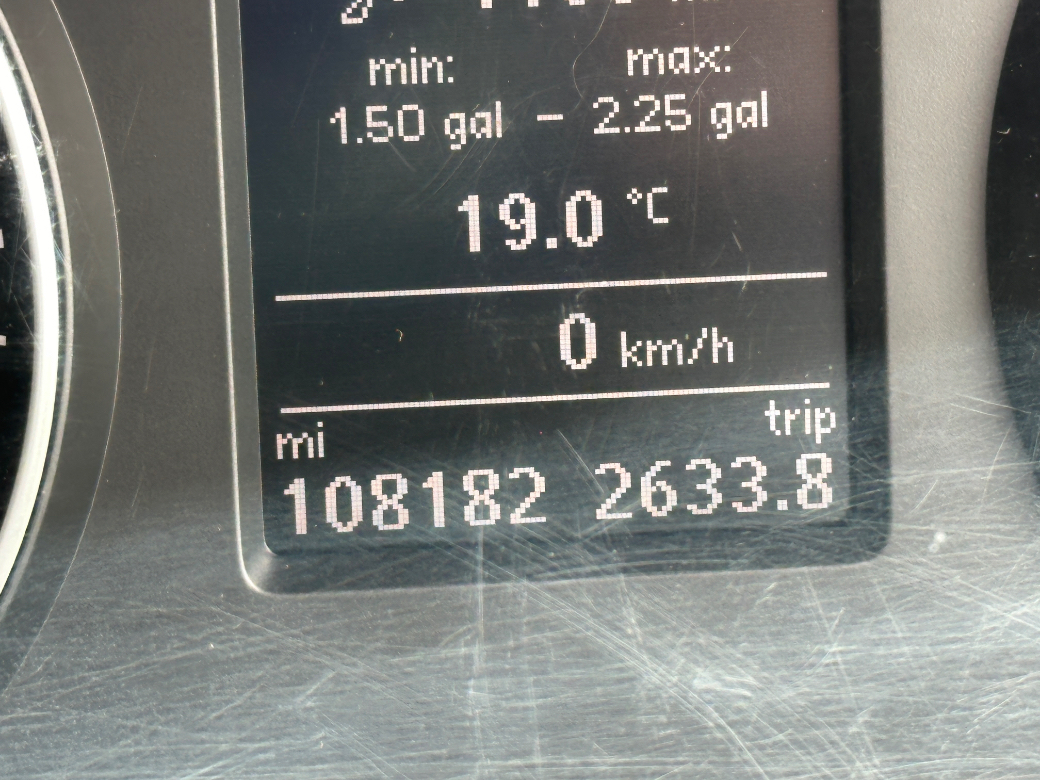 min: max:
1.50 gal - 2.25 gal
19.0 °C
0 km/h
mi trip
108182 2633.8